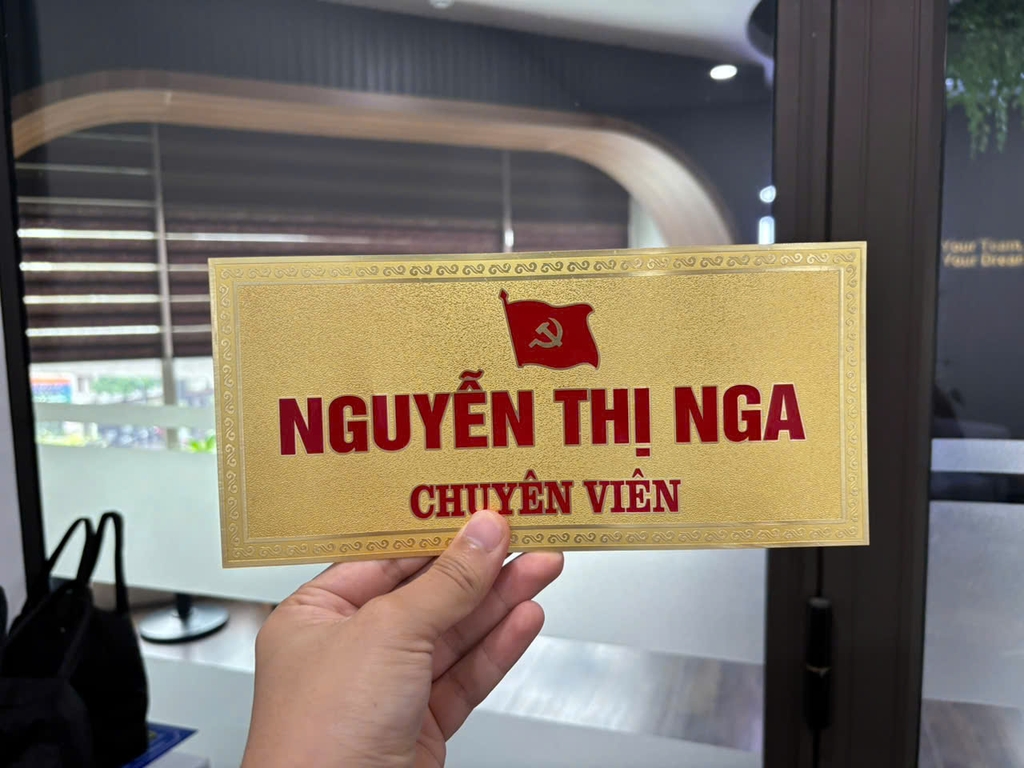 NGUYỄN THỊ NGA
CHUYÊN VIÊN
Your Team,
Your Dream